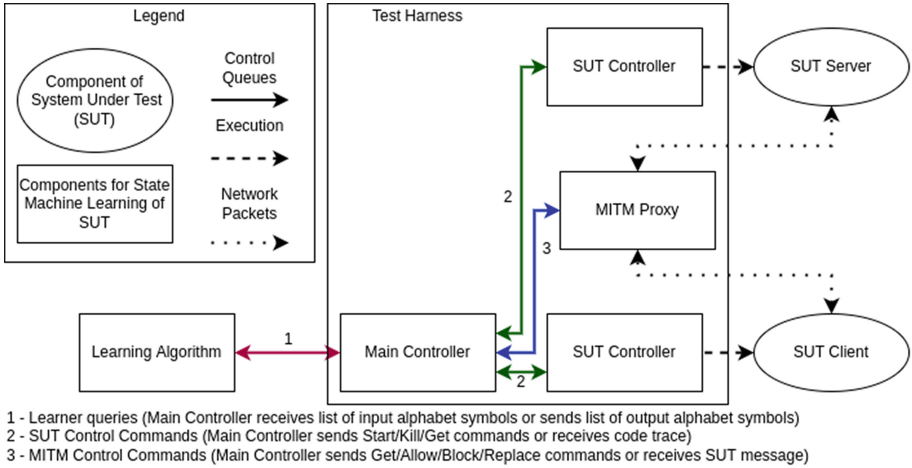 Legend
Component of
System Under Test
(SUT)
Components for State
Machine Learning of
SUT
Control
Queues
Execution
Network
Packets
Test Harness
SUT Controller
SUT Server
2
MITM Proxy
3
Learning Algorithm
1
Main Controller
2
SUT Controller
SUT Client
1 - Learner queries (Main Controller receives list of input alphabet symbols or sends list of output alphabet symbols)
2 - SUT Control Commands (Main Controller sends Start/Kill/Get commands or receives code trace)
3 - MITM Control Commands (Main Controller sends Get/Allow/Block/Replace commands or receives SUT message)